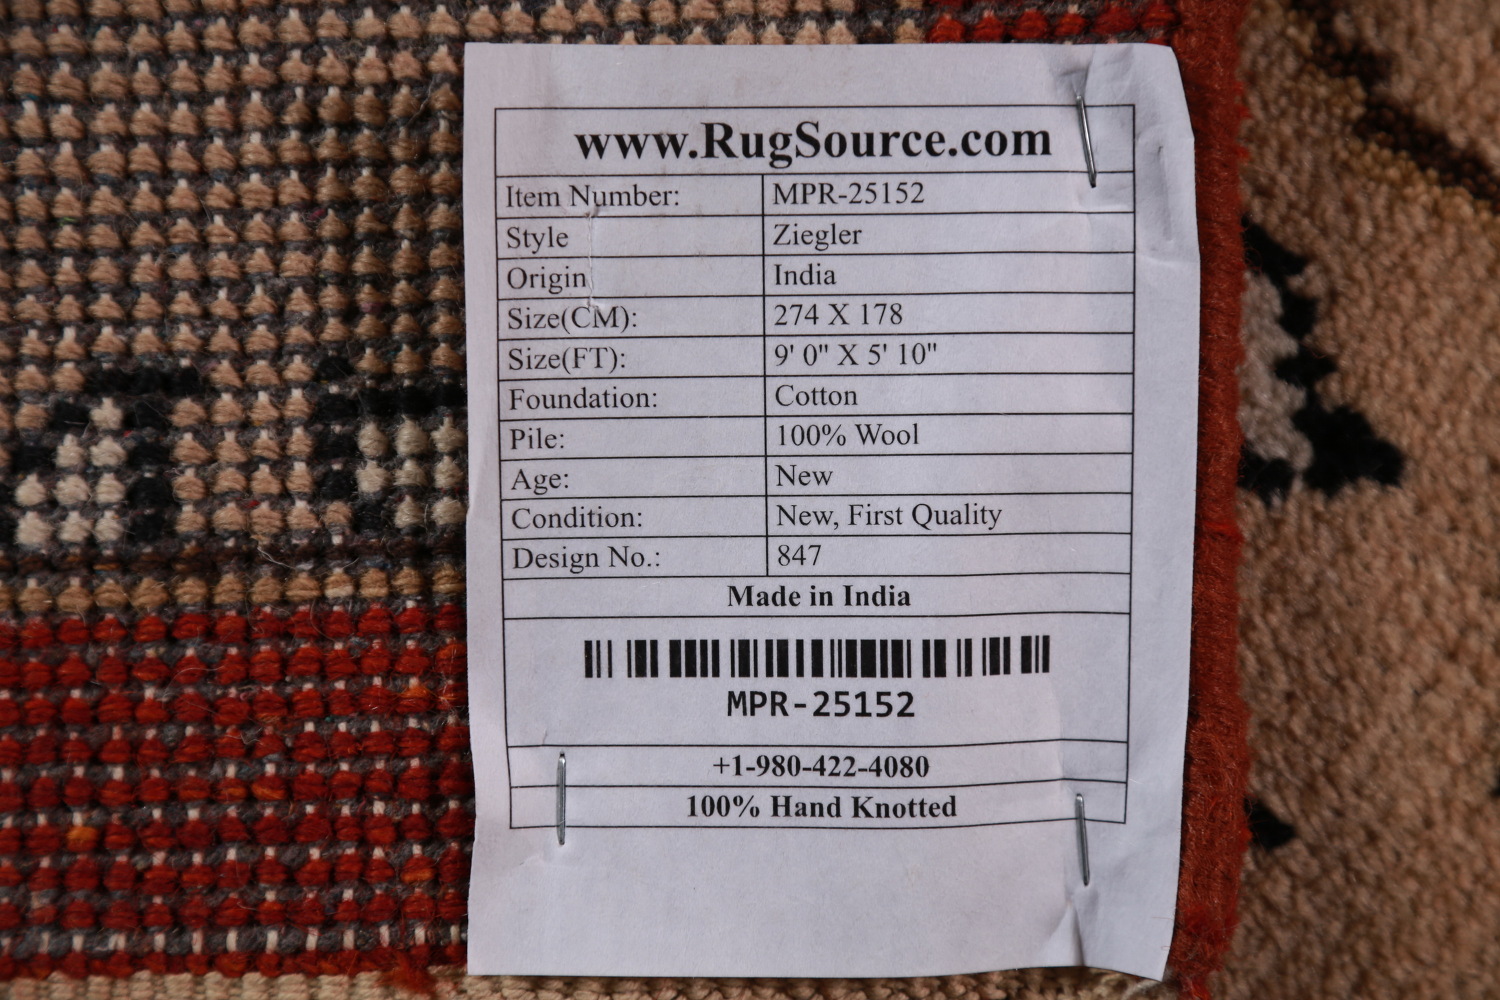 www.RugSource.com
Item Number: MPR-25152
Style Ziegler
Origin India
Size(CM): 274 X 178
Size(FT): 9' 0" X 5' 10"
Foundation: Cotton
Pile: 100% Wool
Age: New
Condition: New, First Quality
Design No.: 847
Made in India
MPR-25152
+1-980-422-4080
100% Hand Knotted